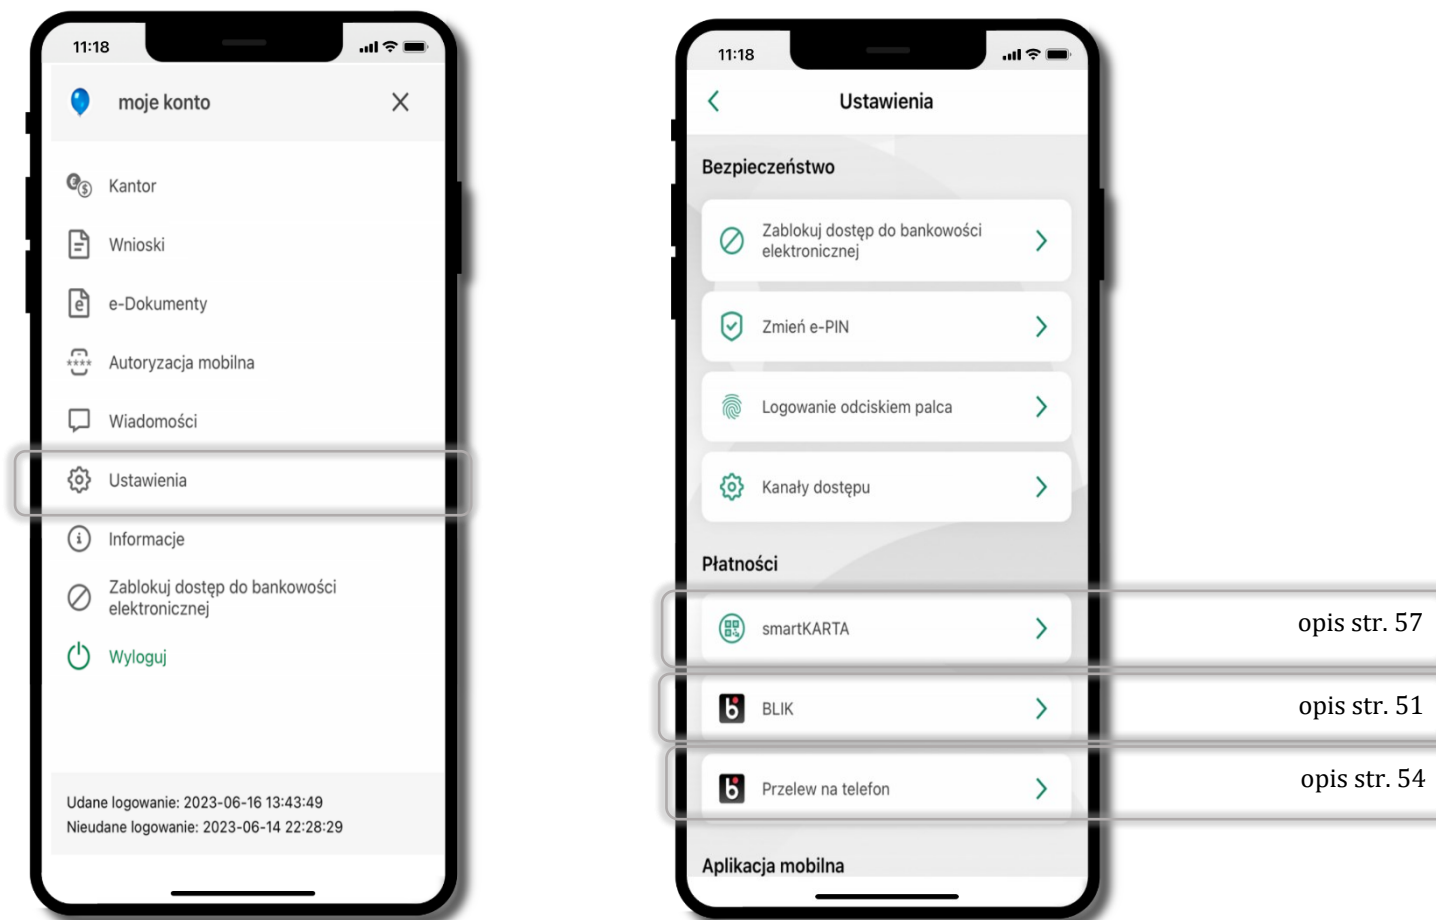 11:18
moje konto
Kantor
Wnioski
e-Dokumenty
Autoryzacja mobilna
Wiadomości
Ustawienia
Informacje
Zablokuj dostęp do bankowości
elektronicznej
Wyloguj
Udane logowanie: 2023-06-16 13:43:49
Nieudane logowanie: 2023-06-14 22:28:29
11:18
Ustawienia
Bezpieczeństwo
Zablokuj dostęp do bankowości
elektronicznej
Zmień e-PIN
Logowanie odciskiem palca
Kanały dostępu
Płatności
smartKARTA
opis str. 57
BLIK
opis str. 51
Przelew na telefon
opis str. 54
Aplikacja mobilna